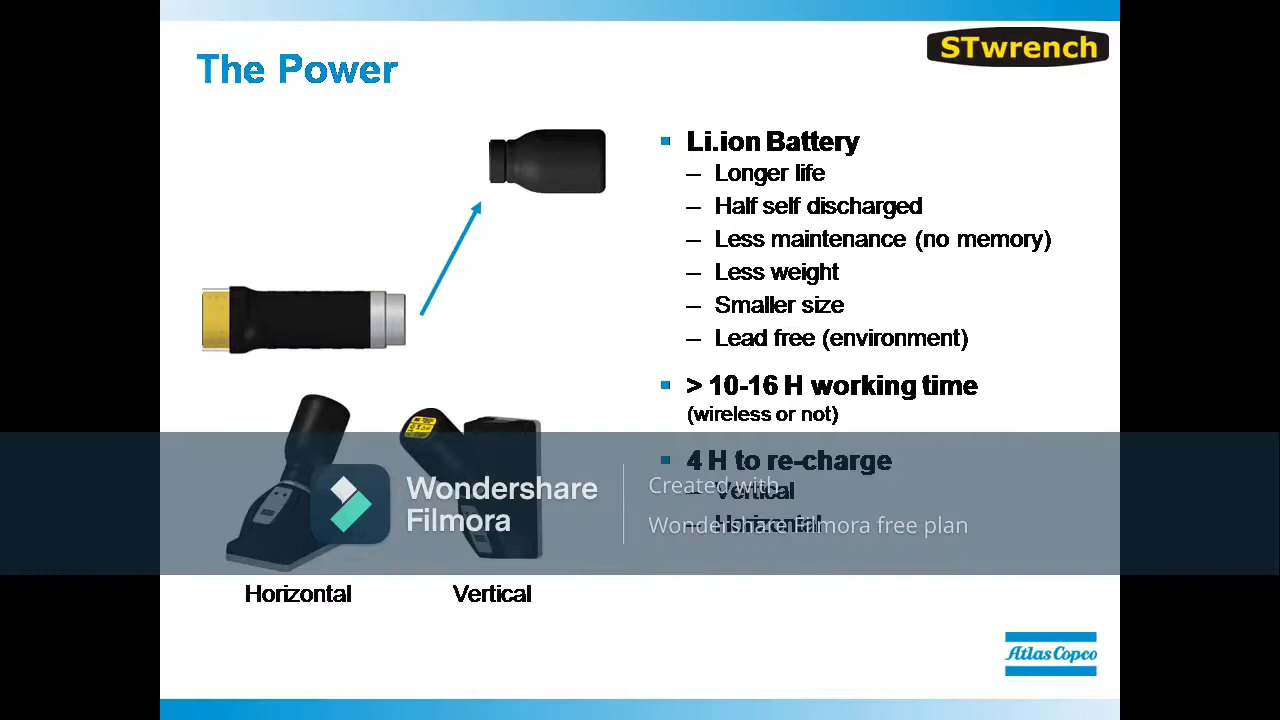 The Power
STwrench
Li.ion Battery
– Longer life
– Half self discharged
– Less maintenance (no memory)
– Less weight
– Smaller size
– Lead free (environment)
> 10-16 H working time
(wireless or not)
4 H to re-charge
– Vertical
– Horizontal
Wondershare
Filmora
Created with
Wondershare Filmora free plan
Horizontal
Vertical
Atlas Copco